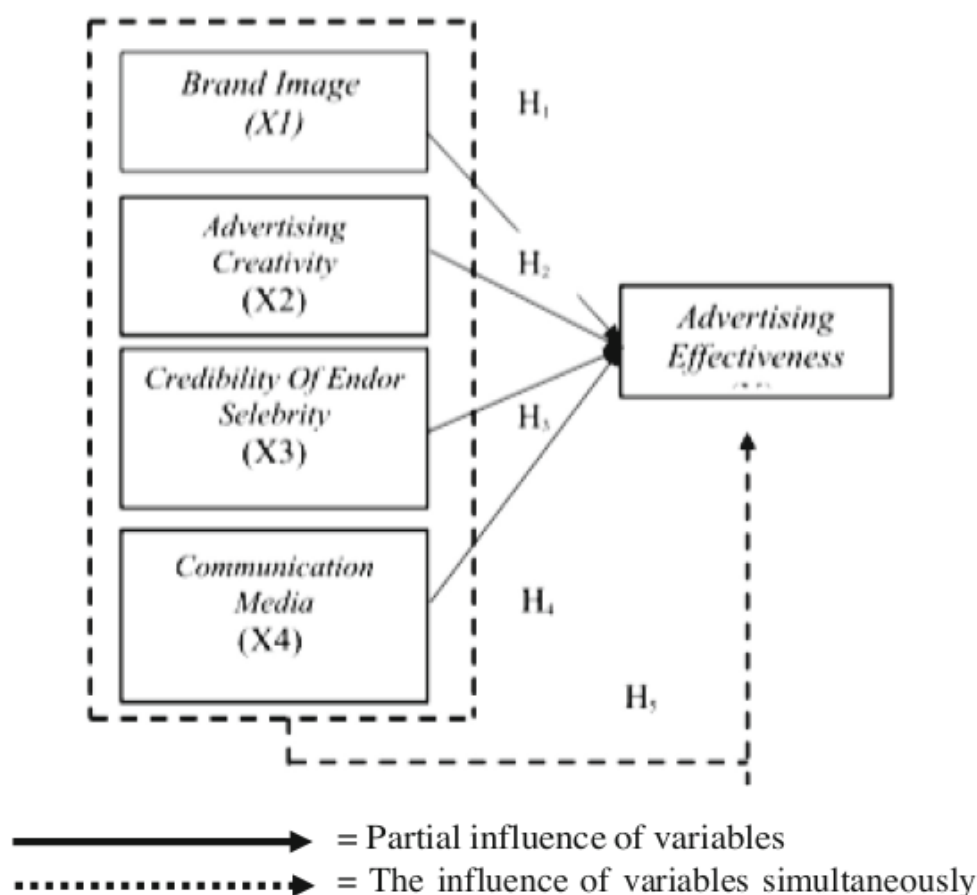 Brand Image
(X1)
Advertising
Creativity
(X2)
Credibility Of Endor
Selebrity
(X3)
Communication
Media
(X4)
H₁
H₂
H₃
H₄
H₅
Advertising
Effectiveness
= Partial influence of variables
= The influence of variables simultaneously